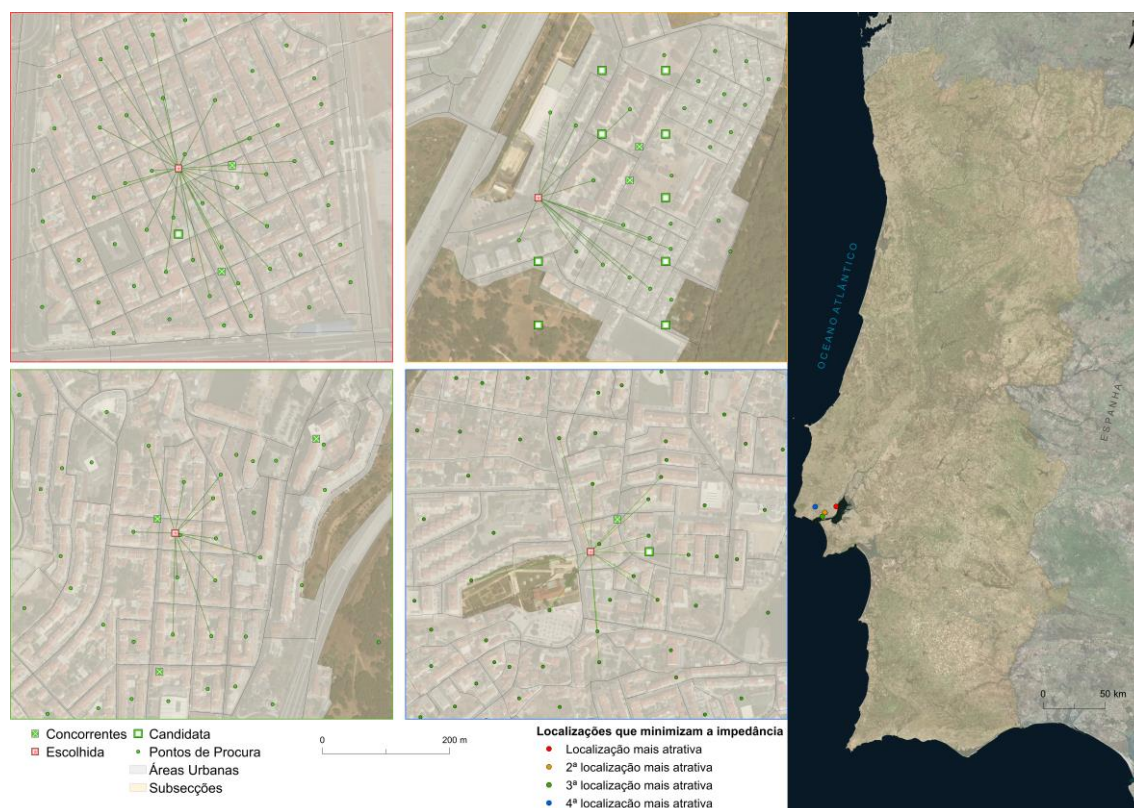 OCEANO ATLÂNTICO
ESPANHA
0 50 km
Concorrentes
Candidata
Escolhida
Pontos de Procura
Áreas Urbanas
Subsecções
0 200 m
Localizações que minimizam a impedância
Localização mais atrativa
2ª localização mais atrativa
3ª localização mais atrativa
4ª localização mais atrativa